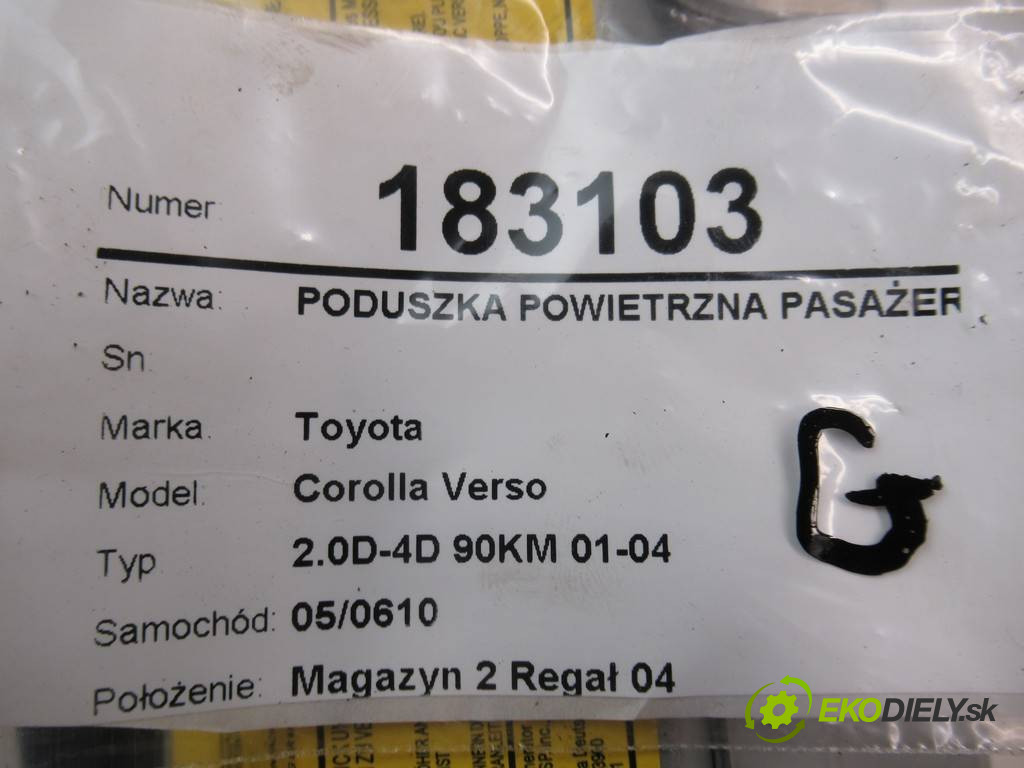 Numer 183103
Nazwa: PODUSZKA POWIETRZNA PASAŻER
Sn
Marka Toyota
Model: Corolla Verso
Typ 2.0D-4D 90KM 01-04
Samochód: 05/0610
Położenie: Magazyn 2 Regał 04
G
EKODIELY.sk